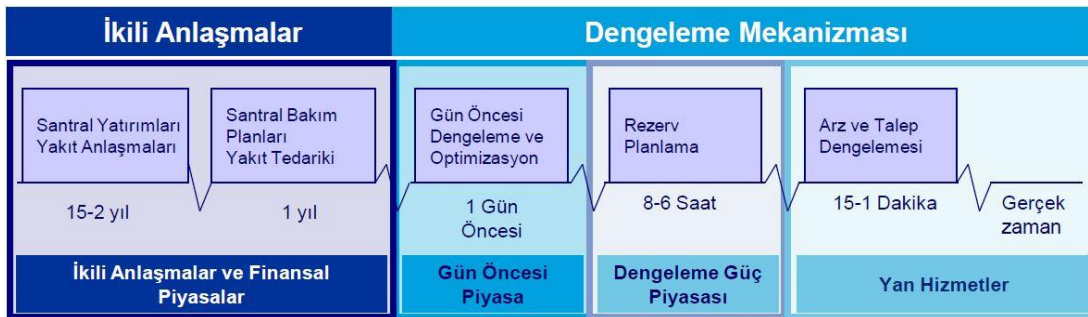 İkili Anlaşmalar
Dengeleme Mekanizması
Santral Yatırımları
Yakıt Anlaşmaları
Santral Bakım
Planları
Yakıt Tedariki
Gün Öncesi
Dengeleme ve
Optimizasyon
Rezerv
Planlama
Arz ve Talep
Dengelemesi
15-2 yıl
1 yıl
1 Gün
Öncesi
8-6 Saat
15-1 Dakika
Gerçek
zaman
İkili Anlaşmalar ve Finansal
Piyasalar
Gün Öncesi
Piyasa
Dengeleme Güç
Piyasası
Yan Hizmetler